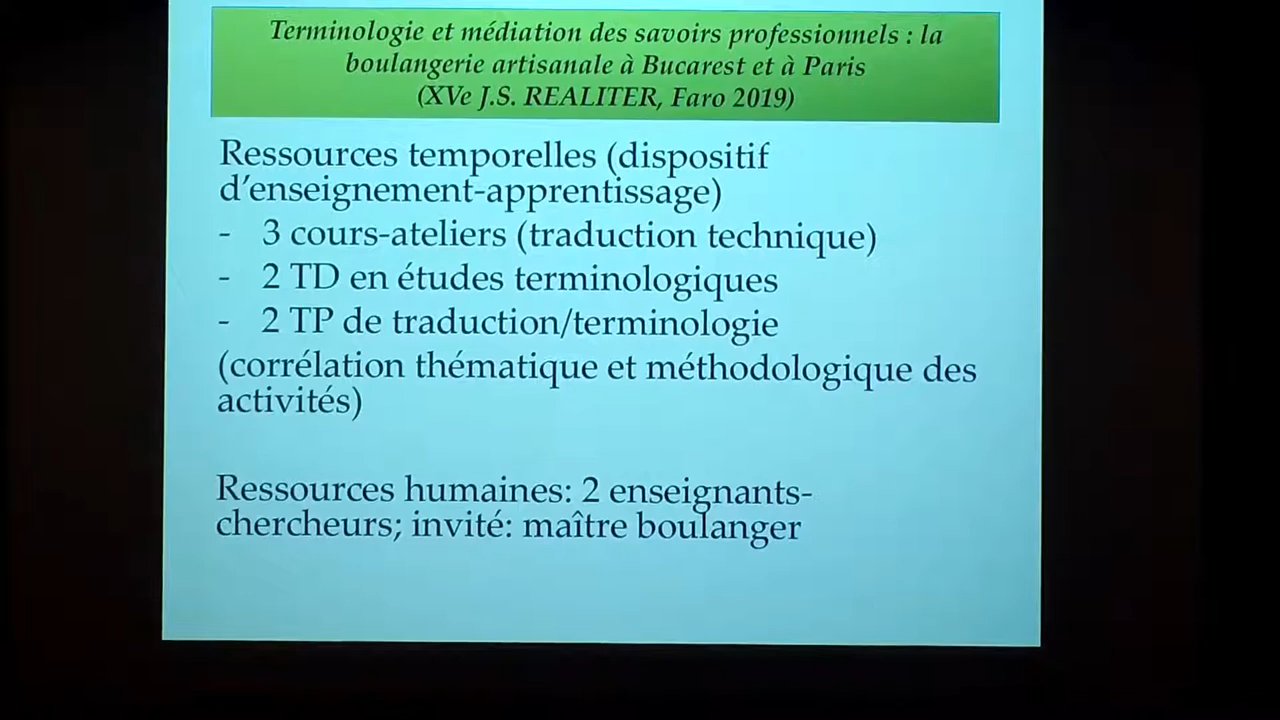 Terminologie et médiation des savoirs professionnels : la
boulangerie artisanale à Bucarest et à Paris
(XVe J.S. REALITER, Faro 2019)
Ressources temporelles (dispositif
d'enseignement-apprentissage)
- 3 cours-ateliers (traduction technique)
- 2 TD en études terminologiques
- 2 TP de traduction/terminologie
(corrélation thématique et méthodologique des
activités)
Ressources humaines: 2 enseignants-
chercheurs; invité: maître boulanger